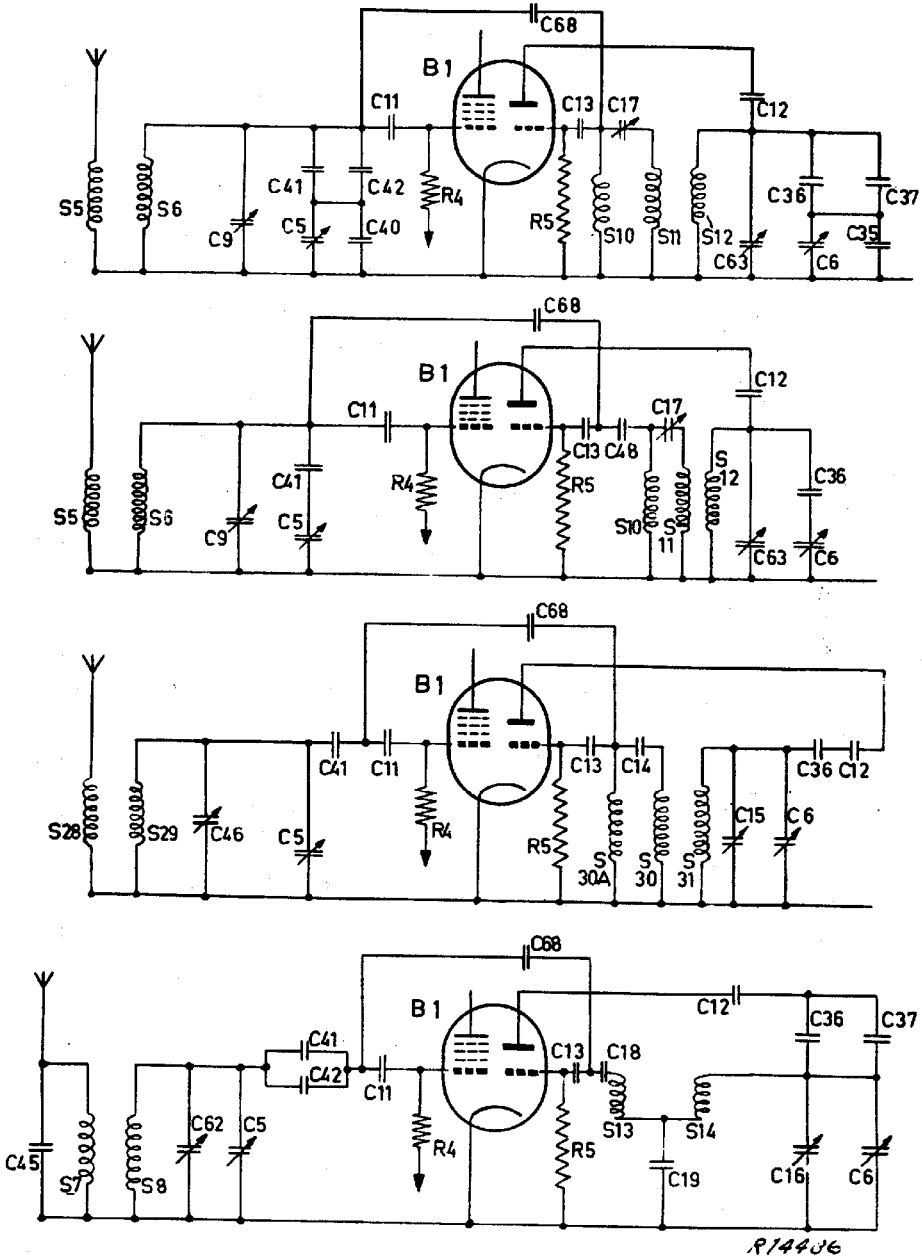 C68
B1
C11
C13
C17
C12
S5
S6
C9
C41
C42
C5
C40
R4
R5
S10
S11
S12
C36
C37
C63
C6
C35
C68
B1
C11
C13
C48
C17
C12
S5
S6
C9
C41
C5
R4
R5
S10
S
11
S
12
C36
C63
C6
C68
B1
C41
C11
C13
C14
C36
C12
S28
S29
C46
C5
R4
R5
S
30A
S
30
S
31
C15
C6
C68
B1
C12
C36
C37
C41
C42
C11
C13
C18
C45
S7
S8
C62
C5
R4
R5
S13
S14
C19
C16
C6
R14436